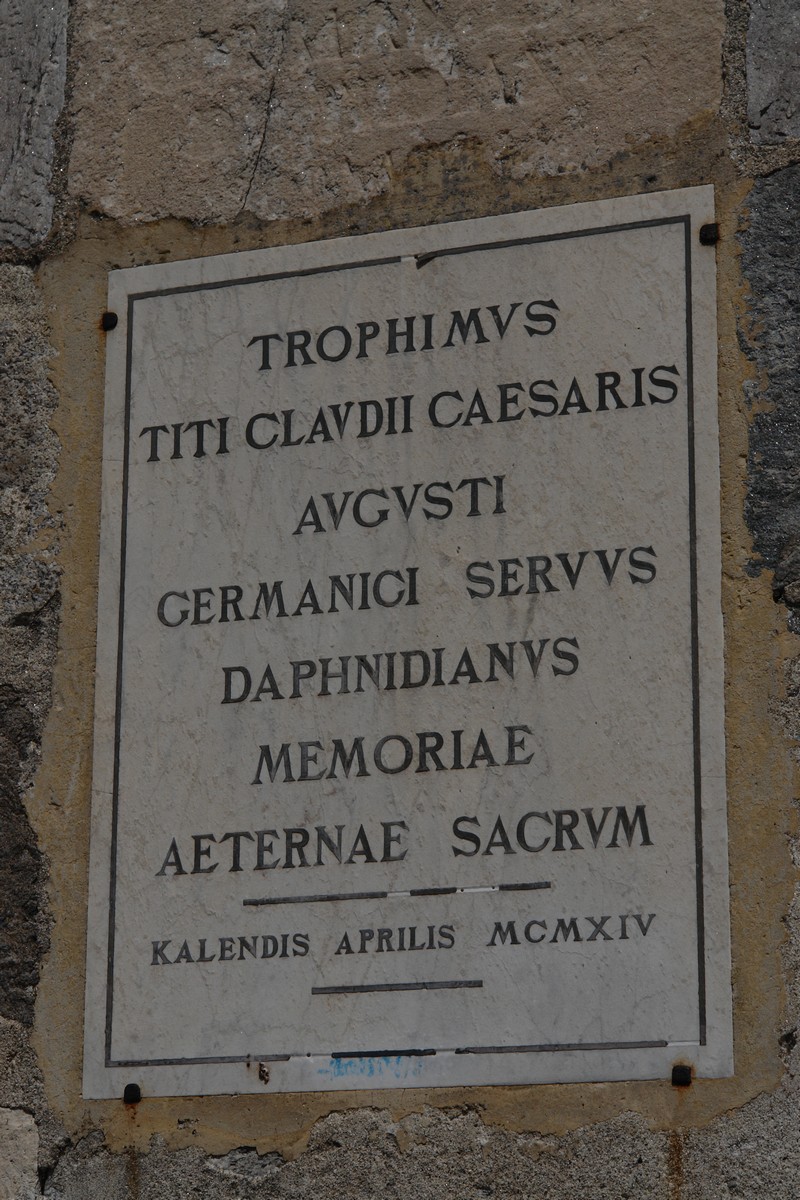 TROPHIMVS
TITI CLAVDII CAESARIS
AVGVSTI
GERMANICI SERVVS
DAPHNIDIANVS
MEMORIAE
AETERNAE SACRVM
KALENDIS APRILIS MCMXIV